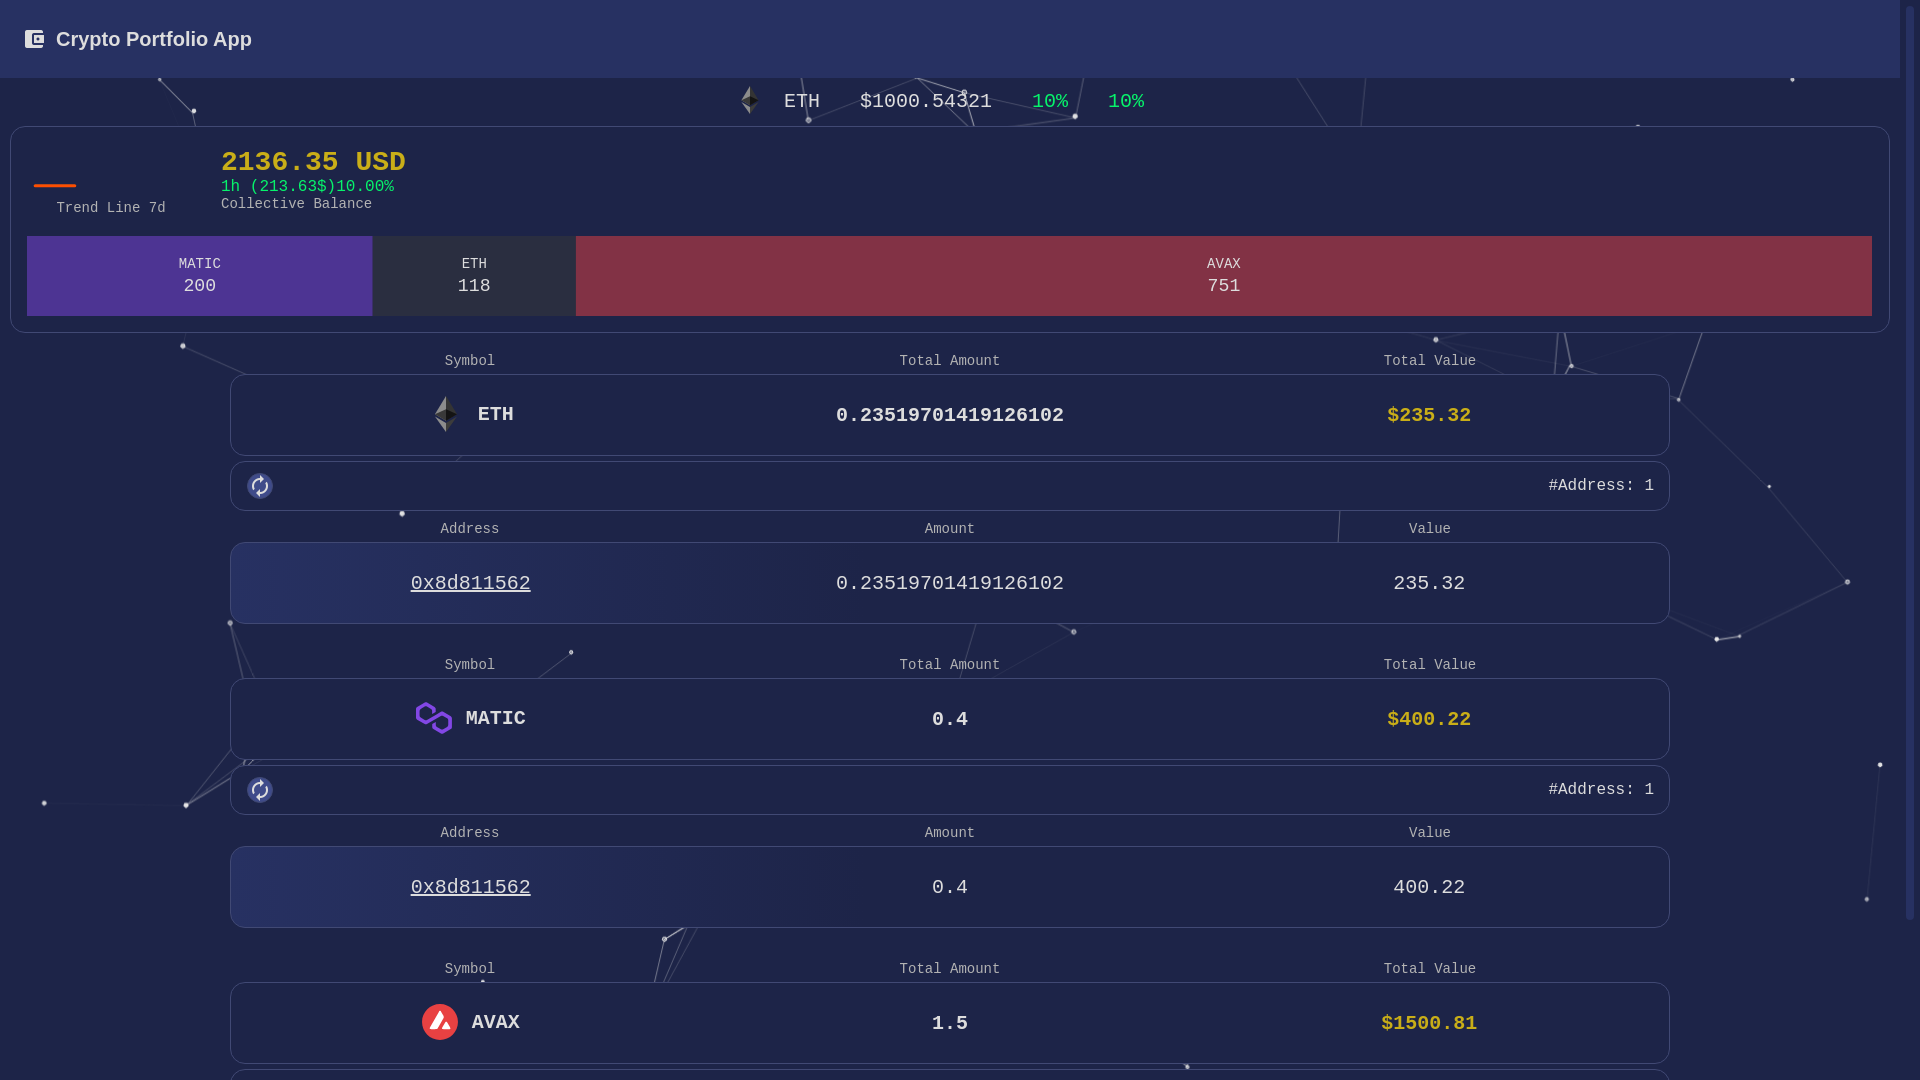 Crypto Portfolio App
ETH $1000.54321 10% 10%
2136.35 USD
1h (213.63$)10.00%
Collective Balance
Trend Line 7d
MATIC
200
ETH
118
AVAX
751
Symbol Total Amount Total Value
ETH 0.23519701419126102 $235.32
#Address: 1
Address Amount Value
0x8d811562 0.23519701419126102 235.32
Symbol Total Amount Total Value
MATIC 0.4 $400.22
#Address: 1
Address Amount Value
0x8d811562 0.4 400.22
Symbol Total Amount Total Value
AVAX 1.5 $1500.81